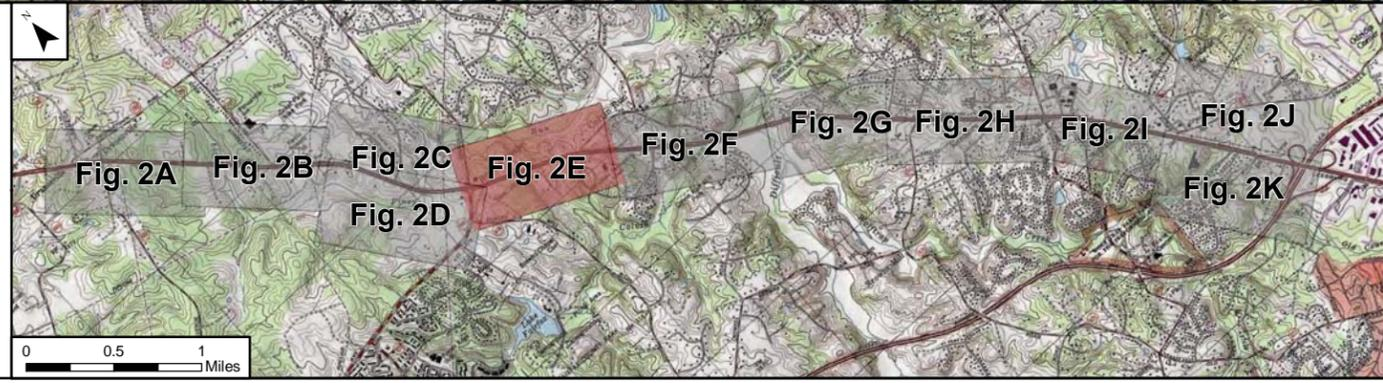 N
Fig. 2A
Fig. 2B
Fig. 2C
Fig. 2D
Fig. 2E
Fig. 2F
Fig. 2G
Fig. 2H
Fig. 2I
Fig. 2J
Fig. 2K
0 0.5 1
Miles